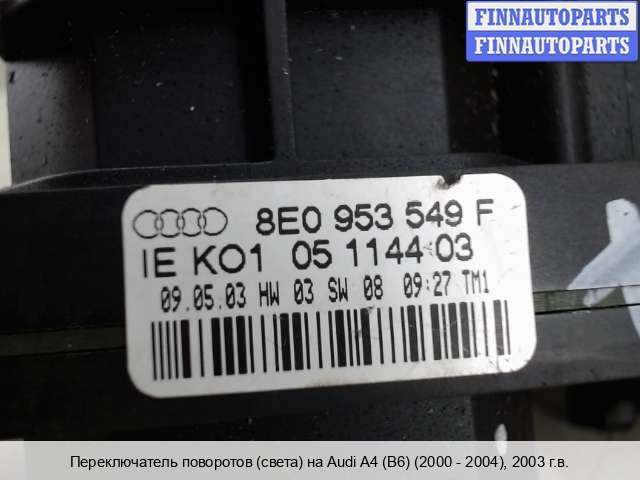 FINNAUTOPARTS
FINNAUTOPARTS
8E0 953 549 F
IE KO1 05 1144 03
09.05.03 HW 03 SW 08 09:27 TM1
Переключатель поворотов (света) на Audi A4 (B6) (2000 - 2004), 2003 г.в.